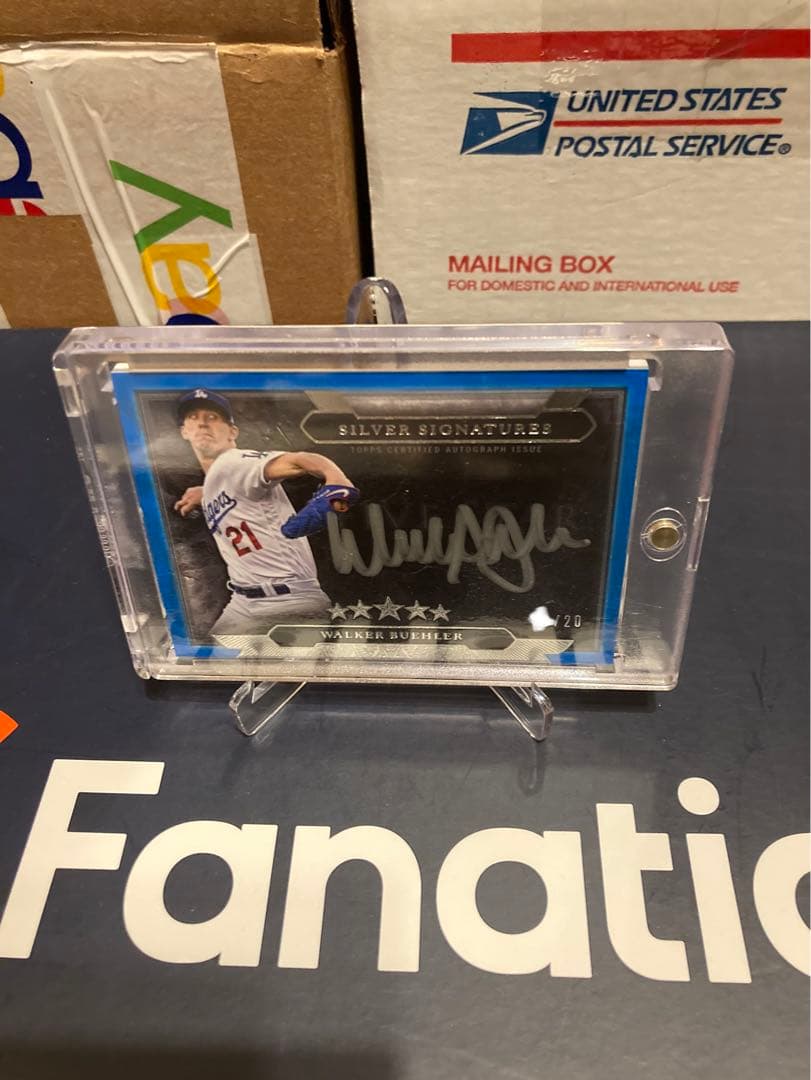 UNITED STATES
POSTAL SERVICE®
MAILING BOX
FOR DOMESTIC AND INTERNATIONAL USE
SILVER SIGNATURES
TOPPS CERTIFIED AUTOGRAPH ISSUE
LA
21
/20
WALKER BUEHLER
Fanatic